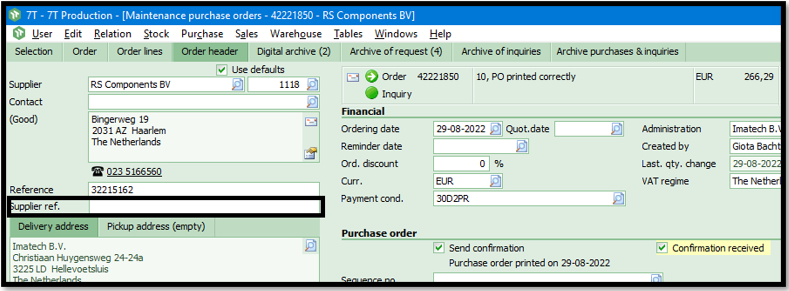 7T - 7T Production - [Maintenance purchase orders - 42221850 - RS Components BV]
User Edit Relation Stock Purchase Sales Warehouse Tables Windows Help
Selection Order Order lines Order header Digital archive (2) Archive of request (4) Archive of inquiries Archive purchases & inquiries
Use defaults
Supplier RS Components BV 1118
Contact
(Good) Bingerweg 19
2031 AZ Haarlem
The Netherlands
023 5166560
Reference 32215162
Supplier ref.
Delivery address Pickup address (empty)
Imatech B.V.
Christiaan Huygensweg 24-24a
3225 LD Hellevoetsluis
The Netherlands
Order 42221850 10, PO printed correctly EUR 266,29
Inquiry
Financial
Ordering date 29-08-2022 Quot.date Administration Imatech B.V.
Reminder date Created by Giota Bacht
Ord. discount 0 % Last. qty. change 29-08-2022
Curr. EUR VAT regime The Netherl
Payment cond. 30D2PR
Purchase order
Send confirmation Confirmation received
Purchase order printed on 29-08-2022
Sequence no